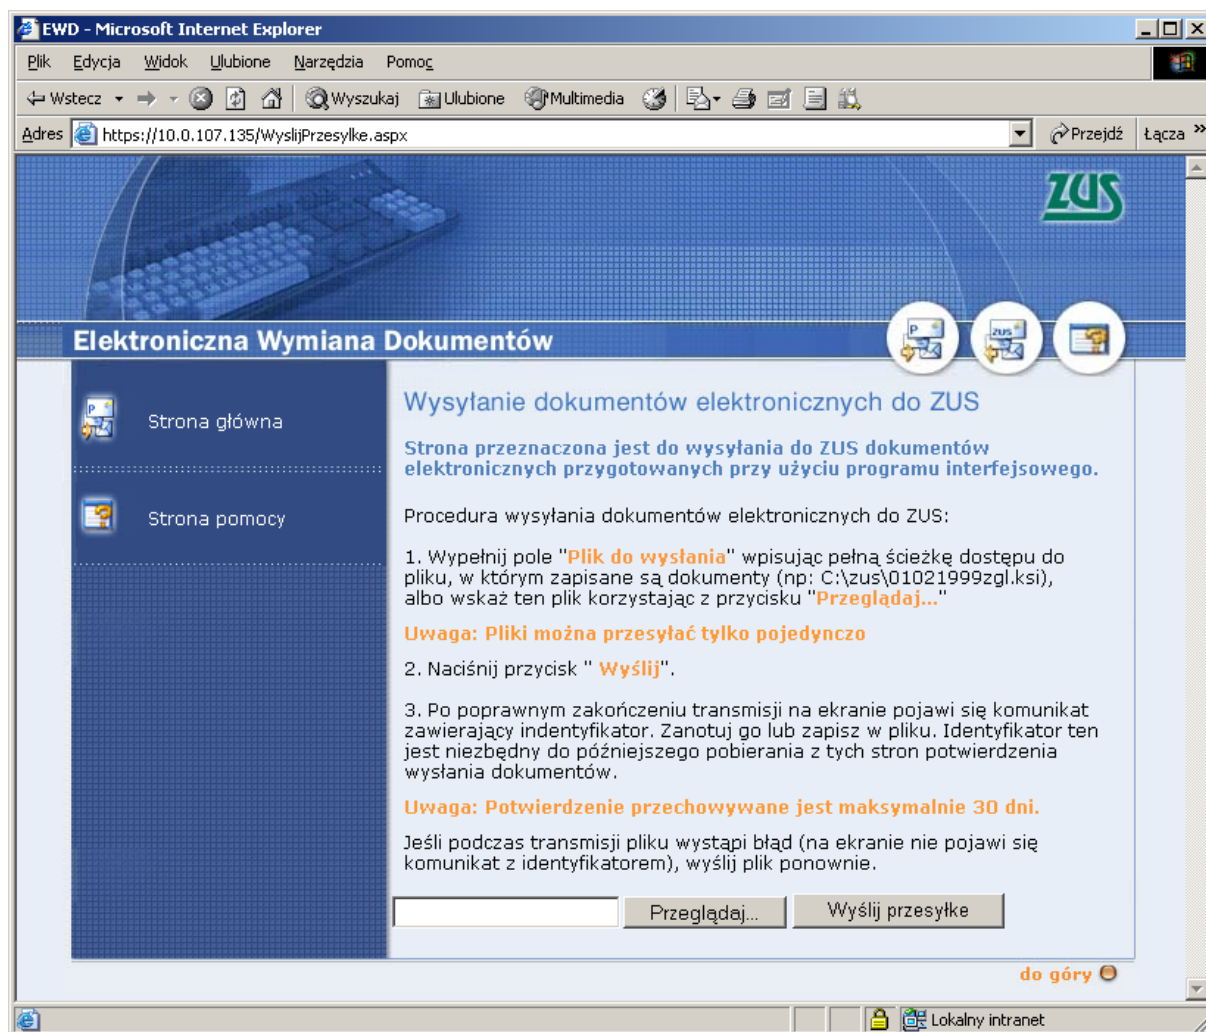 EWD - Microsoft Internet Explorer
Plik Edycja Widok Ulubione Narzędzia Pomoc
Wstecz Wyszukaj Ulubione Multimedia
Adres https://10.0.107.135/WyslijPrzesylke.aspx Przejdź Łącza »
ZUS
Elektroniczna Wymiana Dokumentów
Strona główna
Strona pomocy
Wysyłanie dokumentów elektronicznych do ZUS
Strona przeznaczona jest do wysyłania do ZUS dokumentów
elektronicznych przygotowanych przy użyciu programu interfejsowego.
Procedura wysyłania dokumentów elektronicznych do ZUS:
1. Wypełnij pole "Plik do wysłania" wpisując pełną ścieżkę dostępu do
pliku, w którym zapisane są dokumenty (np: C:\zus\01021999zgl.ksi),
albo wskaż ten plik korzystając z przycisku "Przeglądaj..."
Uwaga: Pliki można przesyłać tylko pojedynczo
2. Naciśnij przycisk " Wyślij".
3. Po poprawnym zakończeniu transmisji na ekranie pojawi się komunikat
zawierający indentyfikator. Zanotuj go lub zapisz w pliku. Identyfikator ten
jest niezbędny do późniejszego pobierania z tych stron potwierdzenia
wysłania dokumentów.
Uwaga: Potwierdzenie przechowywane jest maksymalnie 30 dni.
Jeśli podczas transmisji pliku wystąpi błąd (na ekranie nie pojawi się
komunikat z identyfikatorem), wyślij plik ponownie.
Przeglądaj... Wyślij przesyłke
do góry
Lokalny intranet